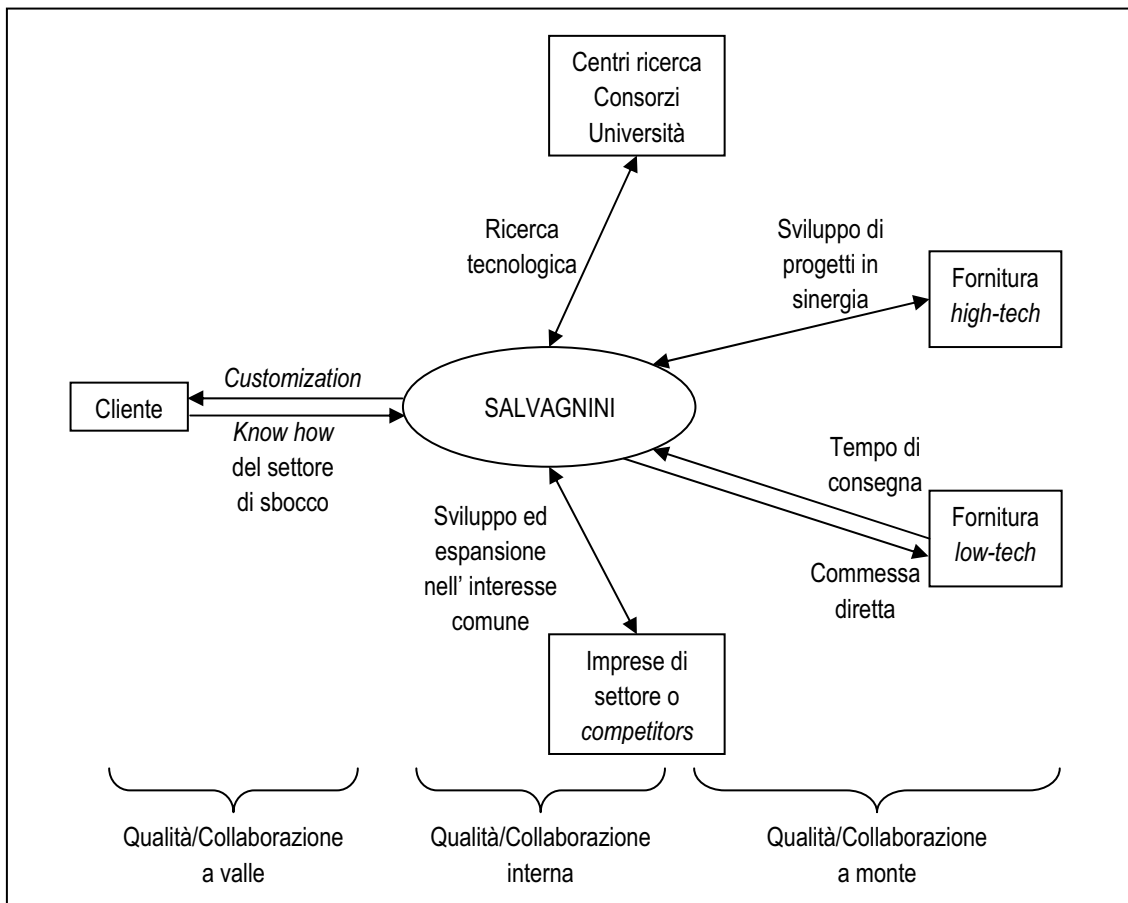 Centri ricerca
Consorzi
Università
Ricerca
tecnologica
Sviluppo di
progetti in
sinergia
Fornitura
high-tech
Customization
Cliente
SALVAGNINI
Know how
del settore
di sbocco
Tempo di
consegna
Fornitura
low-tech
Commessa
diretta
Sviluppo ed
espansione
nell’ interesse
comune
Imprese di
settore o
competitors
Qualità/Collaborazione
a valle
Qualità/Collaborazione
interna
Qualità/Collaborazione
a monte